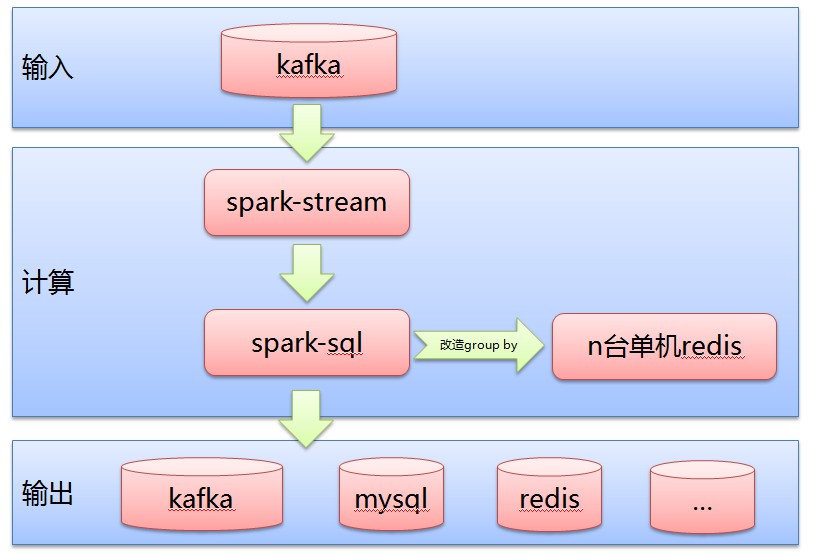 输入
kafka
spark-stream
计算
spark-sql
改造group by
n台单机redis
输出
kafka
mysql
redis
...